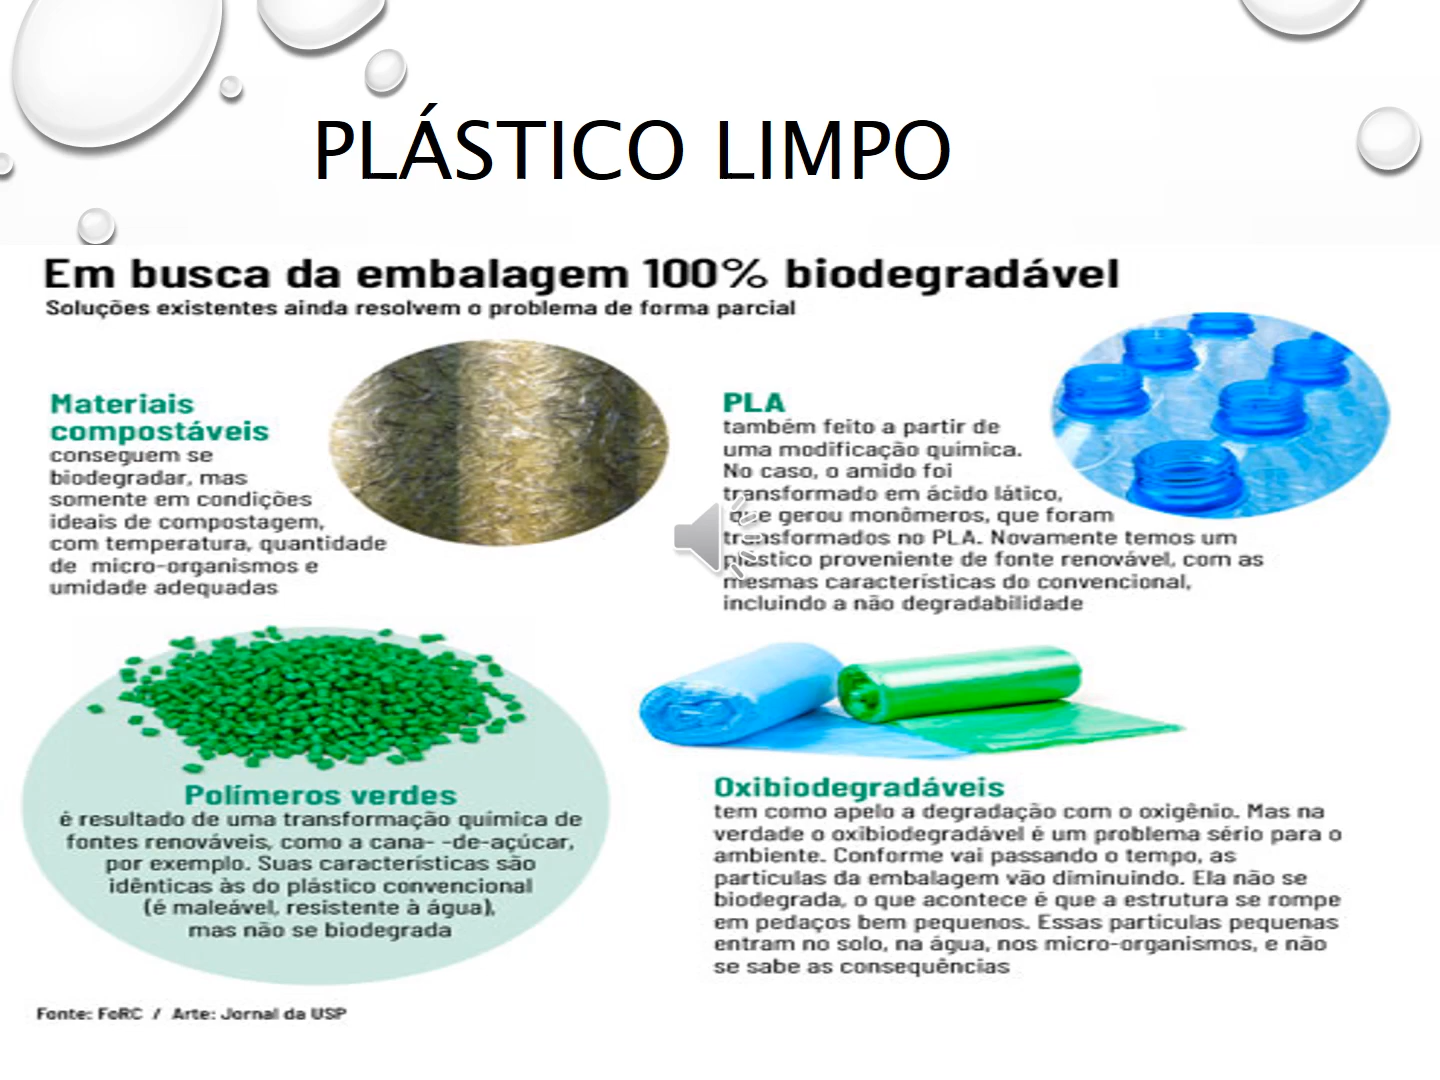 PLÁSTICO LIMPO
Em busca da embalagem 100% biodegradável
Soluções existentes ainda resolvem o problema de forma parcial
Materiais
compostáveis
conseguem se
biodegradar, mas
somente em condições
ideais de compostagem,
com temperatura, quantidade
de micro-organismos e
umidade adequadas
PLA
também feito a partir de
uma modificação química.
No caso, o amido foi
transformado em ácido lático,
que gerou monômeros, que foram
transformados no PLA. Novamente temos um
plástico proveniente de fonte renovável, com as
mesmas características do convencional,
incluindo a não degradabilidade
Polímeros verdes
é resultado de uma transformação química de
fontes renováveis, como a cana- -de-açúcar,
por exemplo. Suas características são
idênticas às do plástico convencional
(é maleável, resistente à água),
mas não se biodegrada
Oxibiodegradáveis
tem como apelo a degradação com o oxigênio. Mas na
verdade o oxibiodegradável é um problema sério para o
ambiente. Conforme vai passando o tempo, as
partículas da embalagem vão diminuindo. Ela não se
biodegrada, o que acontece é que a estrutura se rompe
em pedaços bem pequenos. Essas partículas pequenas
entram no solo, na água, nos micro-organismos, e não
se sabe as consequências
Fonte: FoRC / Arte: Jornal da USP